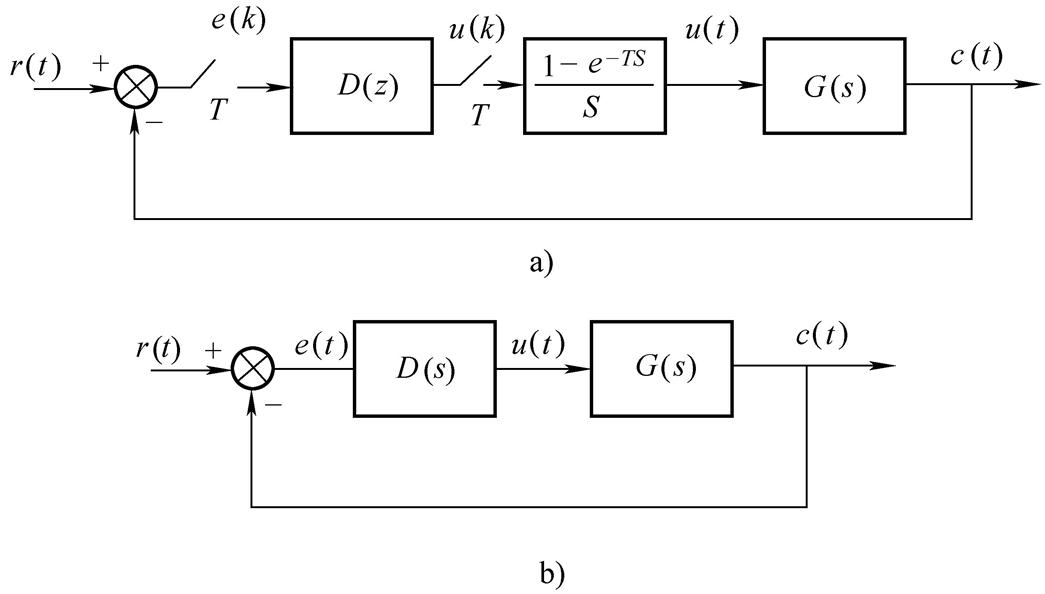 e(k) u(k) u(t) c(t)
r(t) + D(z) 1− e^{−TS} / S G(s)
− T T
a)
r(t) + e(t) D(s) u(t) G(s) c(t)
−
b)